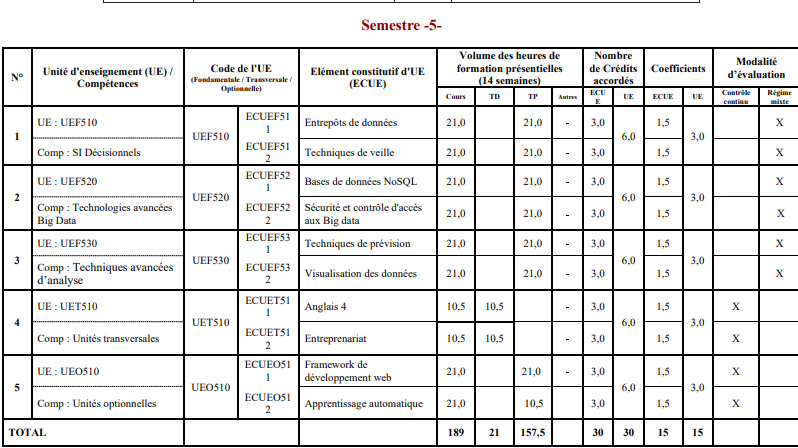 Semestre -5-
N° Unité d'enseignement (UE) / Compétences Code de l'UE (Fondamentale / Transversale / Optionnelle) Elément constitutif d'UE (ECUE) Volume des heures de formation présentielles (14 semaines) Nombre de Crédits accordés Coefficients Modalité d'évaluation
Cours TD TP Autres ECUE UE ECUE UE Contrôle continu Régime mixte
1 UE : UEF510 UEF510 ECUEF511 Entrepôts de données 21,0 21,0 - 3,0 6,0 1,5 3,0 X
Comp : SI Décisionnels ECUEF512 Techniques de veille 21,0 21,0 - 3,0 1,5 X
2 UE : UEF520 UEF520 ECUEF521 Bases de données NoSQL 21,0 21,0 - 3,0 6,0 1,5 3,0 X
Comp : Technologies avancées Big Data ECUEF522 Sécurité et contrôle d'accès aux Big data 21,0 21,0 - 3,0 1,5 X
3 UE : UEF530 UEF530 ECUEF531 Techniques de prévision 21,0 21,0 - 3,0 6,0 1,5 3,0 X
Comp : Techniques avancées d'analyse ECUEF532 Visualisation des données 21,0 21,0 - 3,0 1,5 X
4 UE : UET510 UET510 ECUET511 Anglais 4 10,5 10,5 - 3,0 6,0 1,5 3,0 X
Comp : Unités transversales ECUET512 Entreprenariat 10,5 10,5 - 3,0 1,5 X
5 UE : UEO510 UEO510 ECUEO511 Framework de développement web 21,0 21,0 - 3,0 6,0 1,5 3,0 X
Comp : Unités optionnelles ECUEO512 Apprentissage automatique 21,0 10,5 - 3,0 1,5 X
TOTAL 189 21 157,5 30 30 15 15